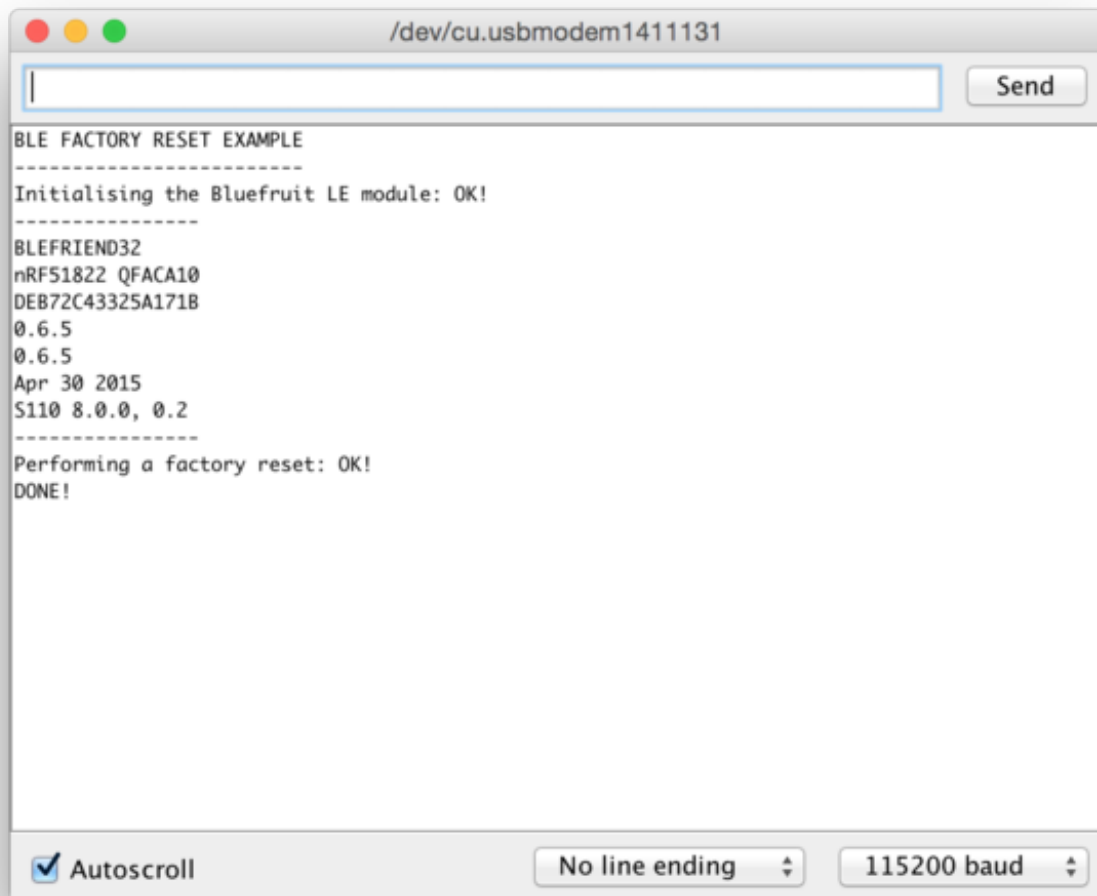 /dev/cu.usbmodem1411131
Send
BLE FACTORY RESET EXAMPLE
-------------------------
Initialising the Bluefruit LE module: OK!
----------------
BLEFRIEND32
nRF51822 QFACA10
DEB72C43325A171B
0.6.5
0.6.5
Apr 30 2015
S110 8.0.0, 0.2
----------------
Performing a factory reset: OK!
DONE!
Autoscroll
No line ending
115200 baud